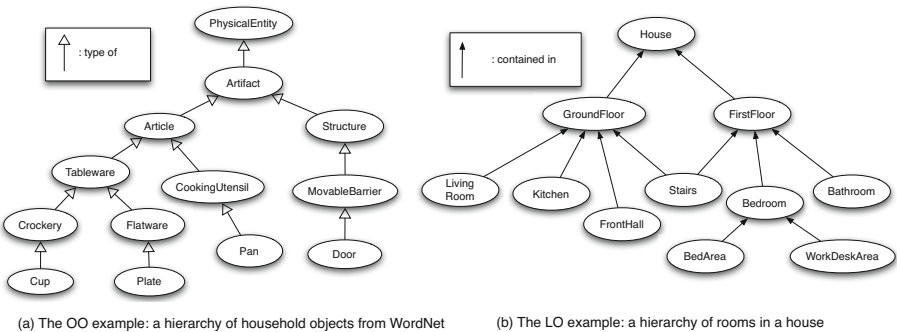 PhysicalEntity
: type of
Artifact
Article
Structure
Tableware
CookingUtensil
MovableBarrier
Crockery
Flatware
Pan
Door
Cup
Plate
(a) The OO example: a hierarchy of household objects from WordNet
House
: contained in
GroundFloor
FirstFloor
Living
Room
Kitchen
Stairs
Bathroom
Bedroom
FrontHall
BedArea
WorkDeskArea
(b) The LO example: a hierarchy of rooms in a house